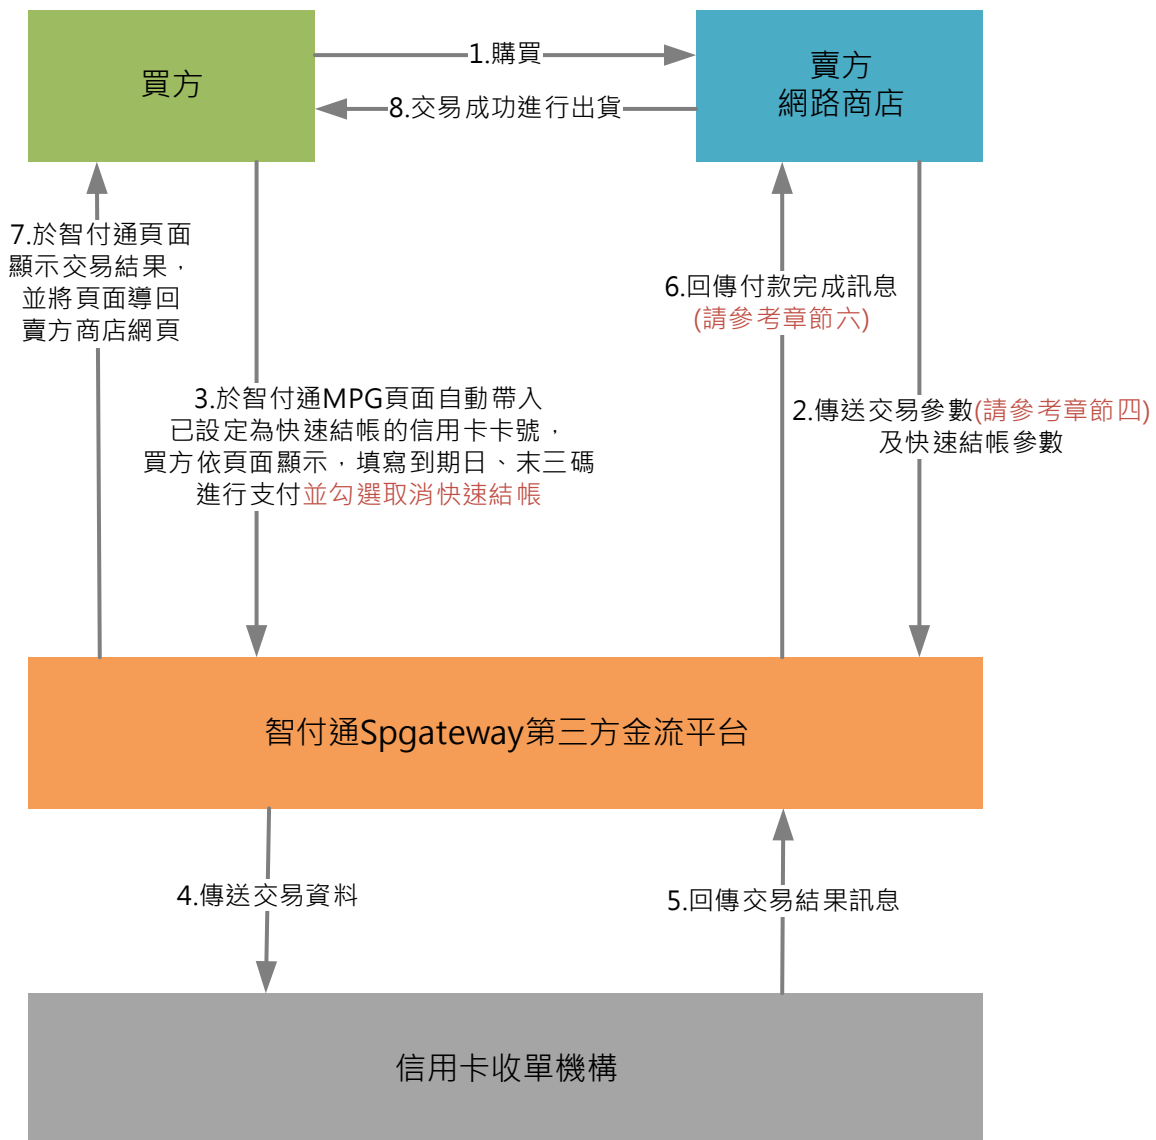 買方
1.購買
賣方
網路商店
8.交易成功進行出貨
7.於智付通頁面
顯示交易結果，
並將頁面導回
賣方商店網頁
6.回傳付款完成訊息
(請參考章節六)
3.於智付通MPG頁面自動帶入
已設定為快速結帳的信用卡卡號，
買方依頁面顯示，填寫到期日、末三碼
進行支付並勾選取消快速結帳
2.傳送交易參數(請參考章節四)
及快速結帳參數
智付通Spgateway第三方金流平台
4.傳送交易資料
5.回傳交易結果訊息
信用卡收單機構